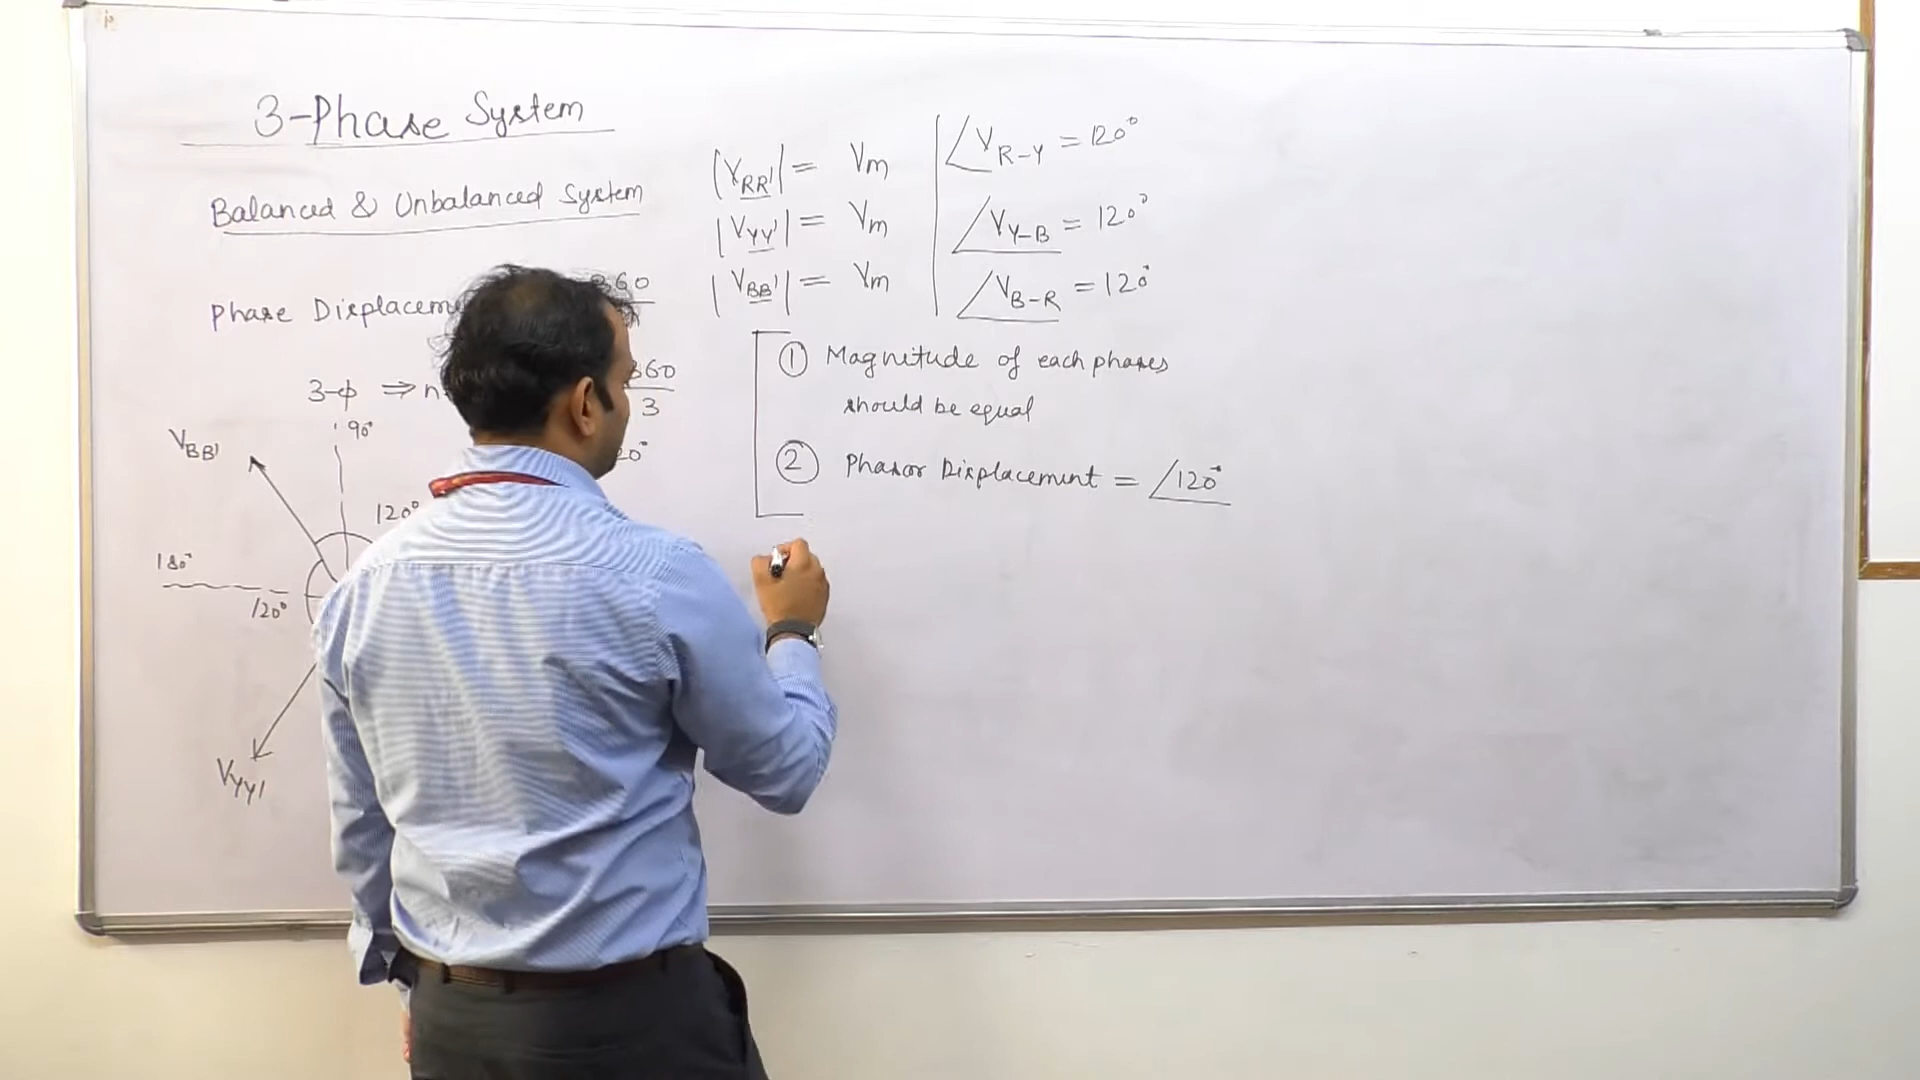 3-Phase System
Balanced & Unbalanced System
Phase Displaceme
360
3-ϕ ⇒ n
360
3
20°
90°
VBB'
120°
180°
120°
VYY'
|VRR'| = Vm
|VYY'| = Vm
|VBB'| = Vm
∠VR-Y = 120°
∠VY-B = 120°
∠VB-R = 120°
① Magnitude of each phases
should be equal
② Phasor Displacement = ∠120°